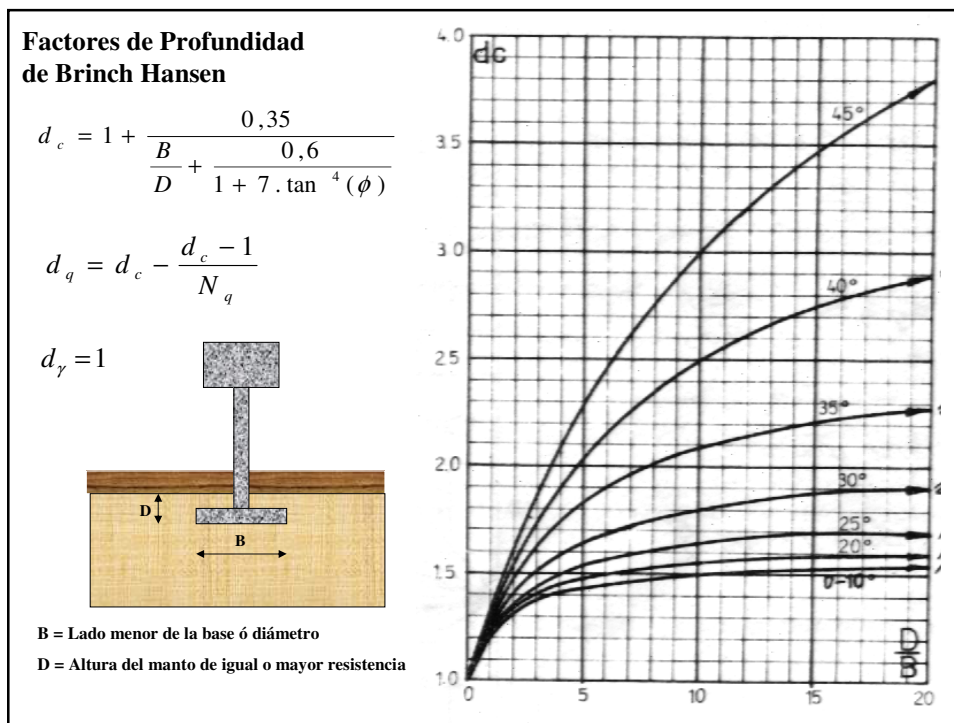 Factores de Profundidad
de Brinch Hansen
d_c = 1 + 0,35 / (B/D + 0,6 / (1 + 7 . tan^4 (ϕ)))
d_q = d_c − (d_c − 1) / N_q
d_γ = 1
D
B
B = Lado menor de la base ó diámetro
D = Altura del manto de igual o mayor resistencia
4.0
dc
3.5
3.0
2.5
2.0
1.5
1.0
45°
40°
35°
30°
25°
20°
0-10°
D/B
0
5
10
15
20